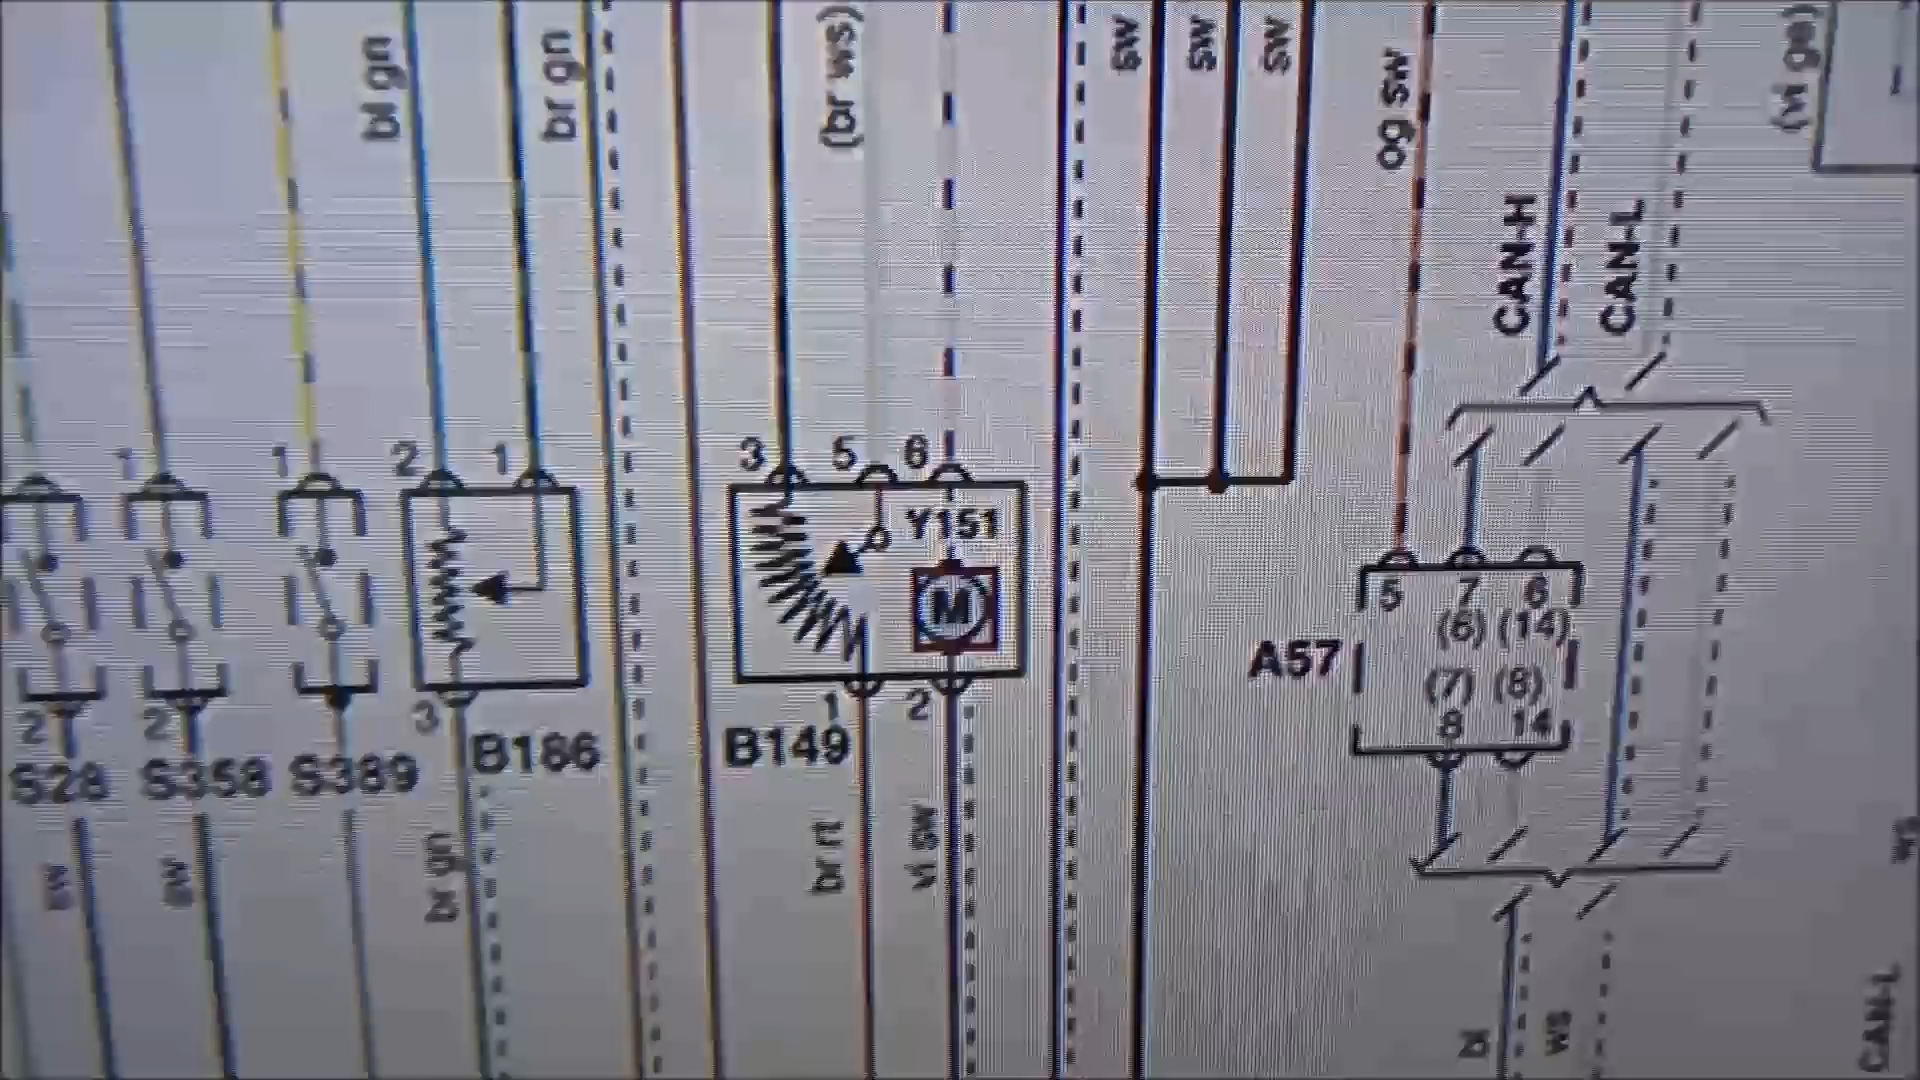 bl gn
br gn
(br ws)
sw
sw
sw
og sw
CAN-H
CAN-L
(vi ge)
1
1
2
1
3
5
6
Y151
M
5
7
6
(6) (14)
A57
(7) (8)
8
14
2
2
3
1
2
S28
S358
S389
B186
B149
sw
sw
br gn
br rt
vi sw
bl
ws
CAN-L